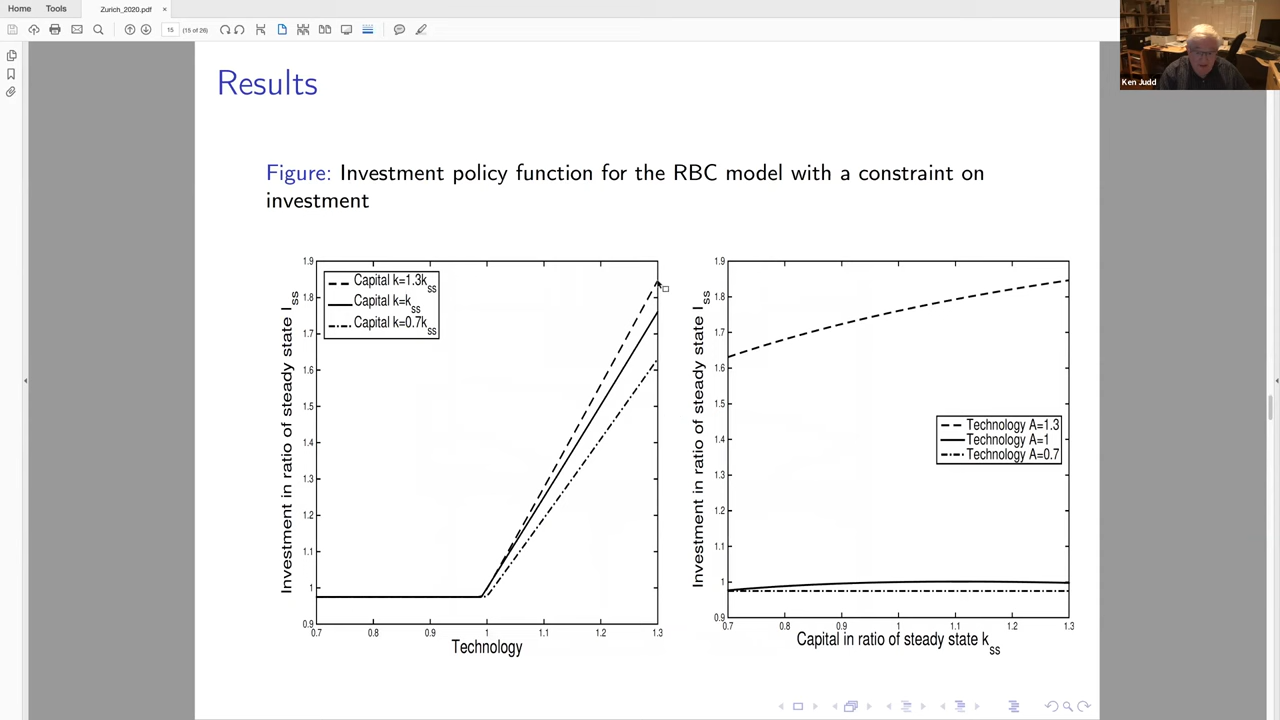 Home
Tools
Zurich_2020.pdf
×
15
(15 of 26)
Ken Judd
Results
Figure: Investment policy function for the RBC model with a constraint on
investment
Investment in ratio of steady state I_ss
1.9
1.8
1.7
1.6
1.5
1.4
1.3
1.2
1.1
1
0.9
Capital k=1.3k_ss
Capital k=k_ss
Capital k=0.7k_ss
0.7
0.8
0.9
1
1.1
1.2
1.3
Technology
Investment in ratio of steady state I_ss
1.9
1.8
1.7
1.6
1.5
1.4
1.3
1.2
1.1
1
0.9
Technology A=1.3
Technology A=1
Technology A=0.7
0.7
0.8
0.9
1
1.1
1.2
1.3
Capital in ratio of steady state k_ss